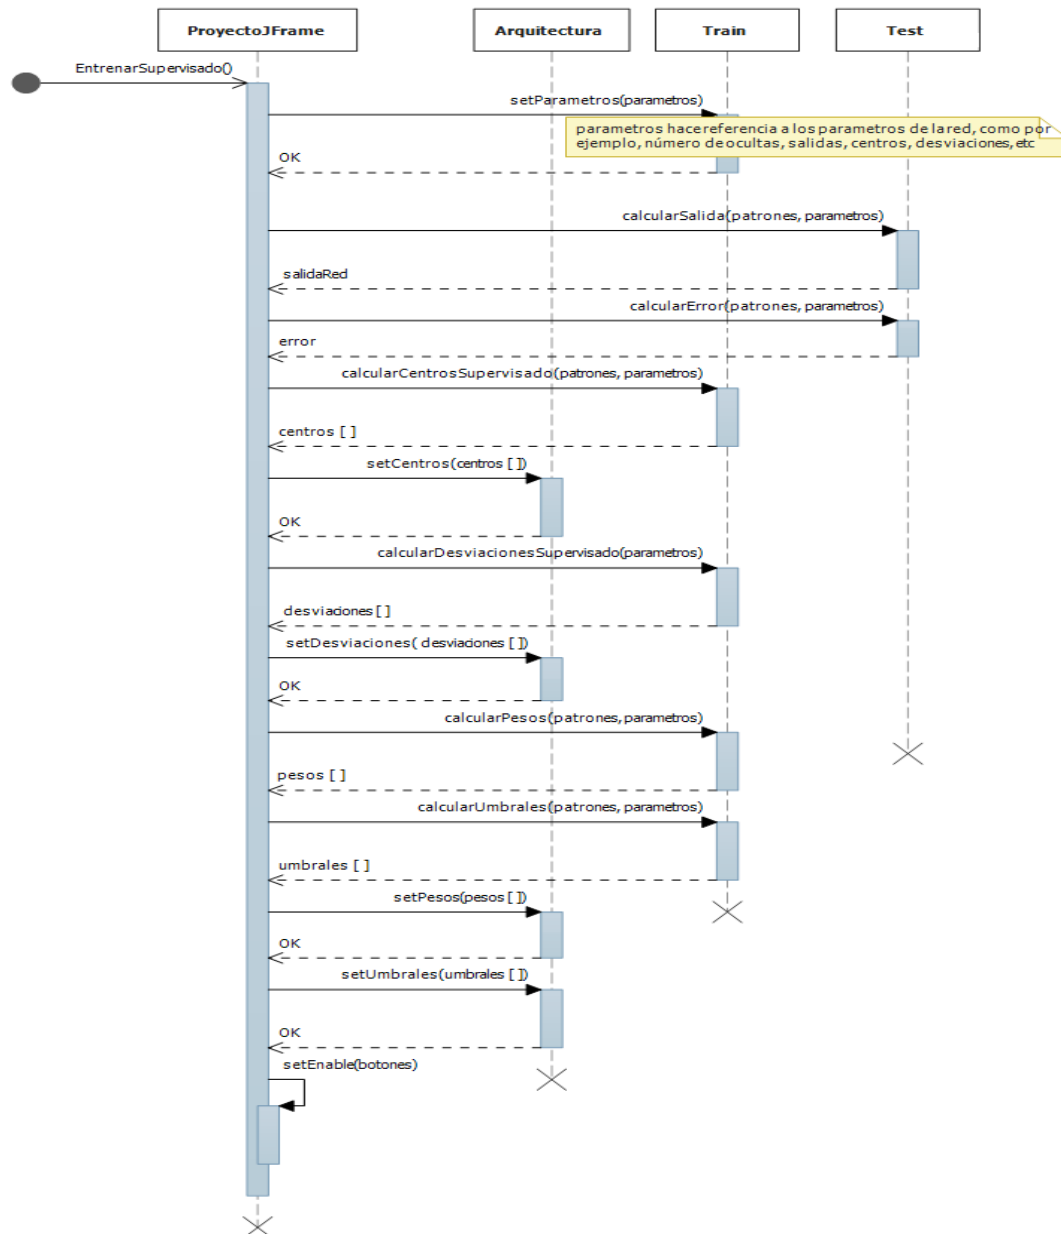 ProyectoJFrame
Arquitectura
Train
Test
EntrenarSupervisado()
setParametros(parametros)
parametros hace referencia a los parametros de la red, como por
ejemplo, número de ocultas, salidas, centros, desviaciones, etc
OK
calcularSalida(patrones, parametros)
salidaRed
calcularError(patrones, parametros)
error
calcularCentrosSupervisado(patrones, parametros)
centros [ ]
setCentros(centros [ ])
OK
calcularDesviacionesSupervisado(parametros)
desviaciones [ ]
setDesviaciones( desviaciones [ ])
OK
calcularPesos(patrones, parametros)
pesos [ ]
calcularUmbrales(patrones, parametros)
umbrales [ ]
setPesos(pesos [ ])
OK
setUmbrales(umbrales [ ])
OK
setEnable(botones)